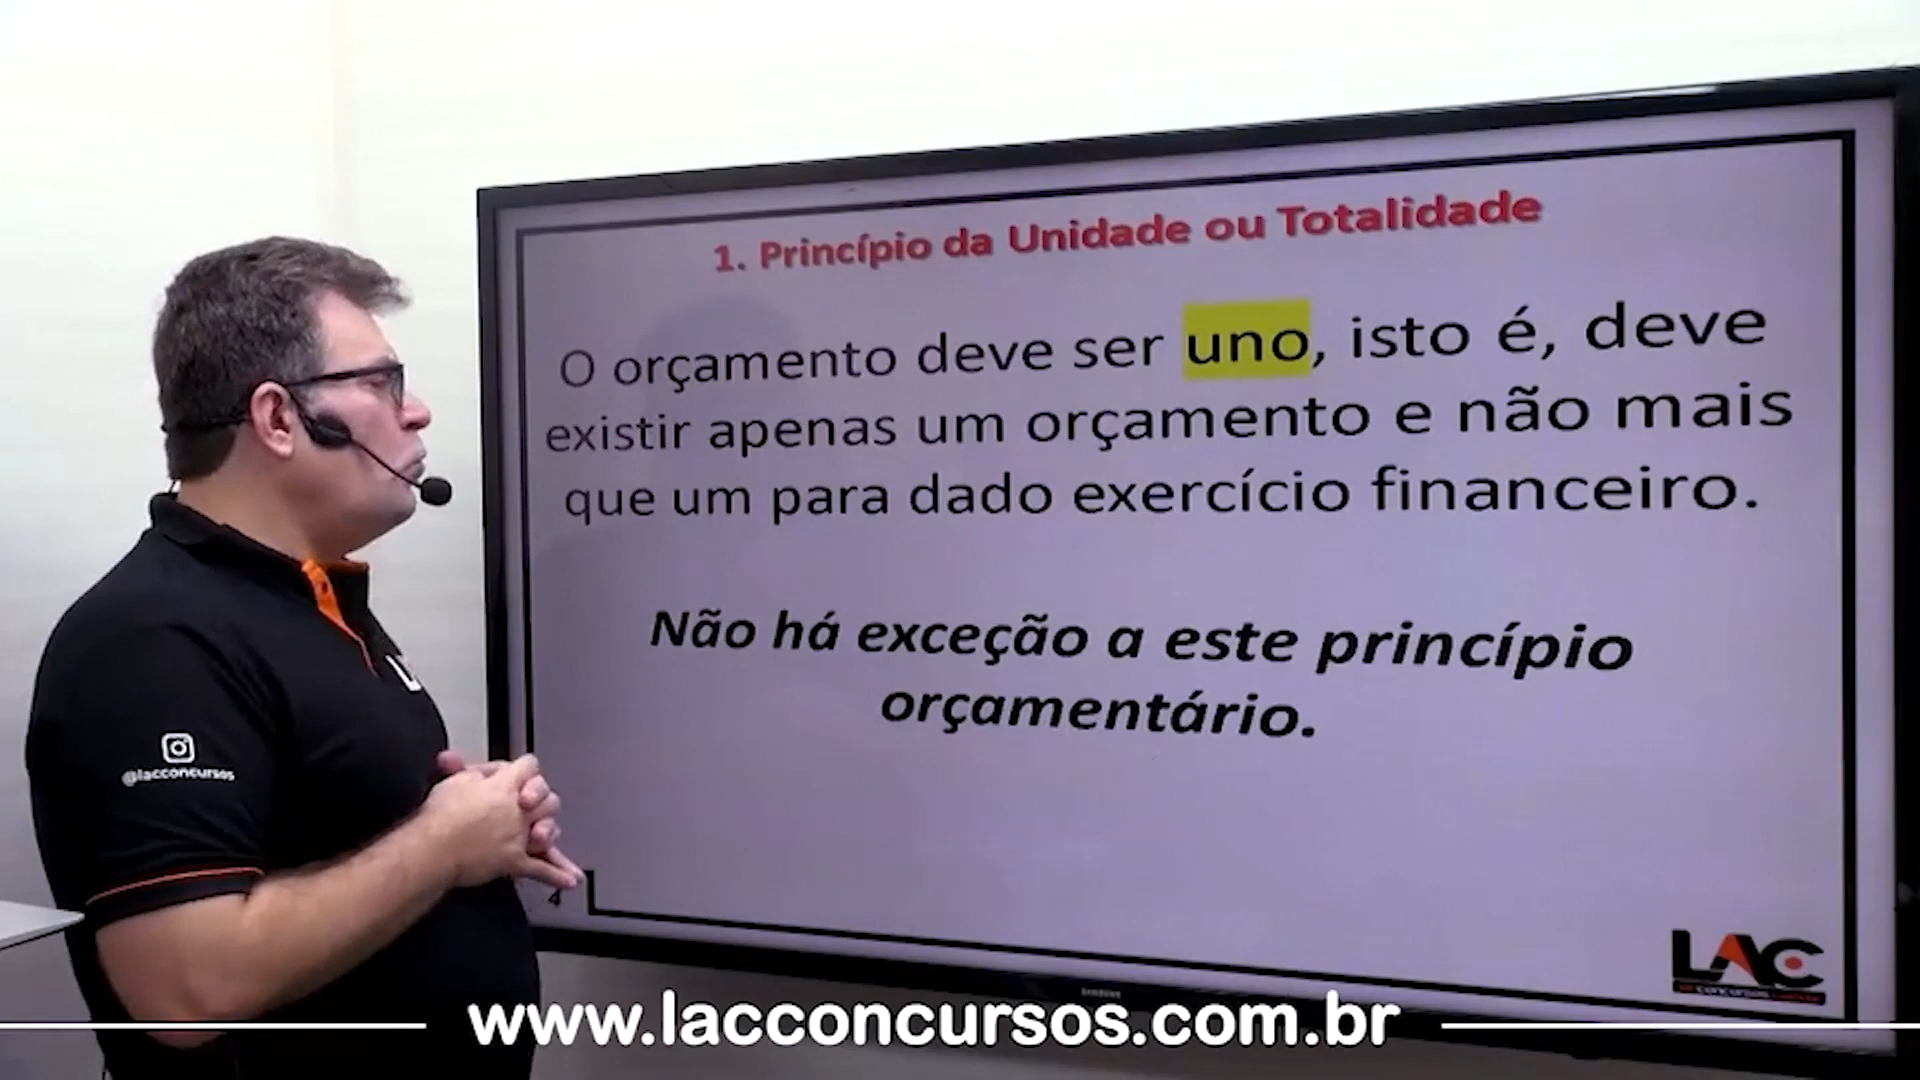 1. Princípio da Unidade ou Totalidade
O orçamento deve ser uno, isto é, deve
existir apenas um orçamento e não mais
que um para dado exercício financeiro.
Não há exceção a este princípio
orçamentário.
@lacconcursos
4
LAC
SAMSUNG
www.lacconcursos.com.br